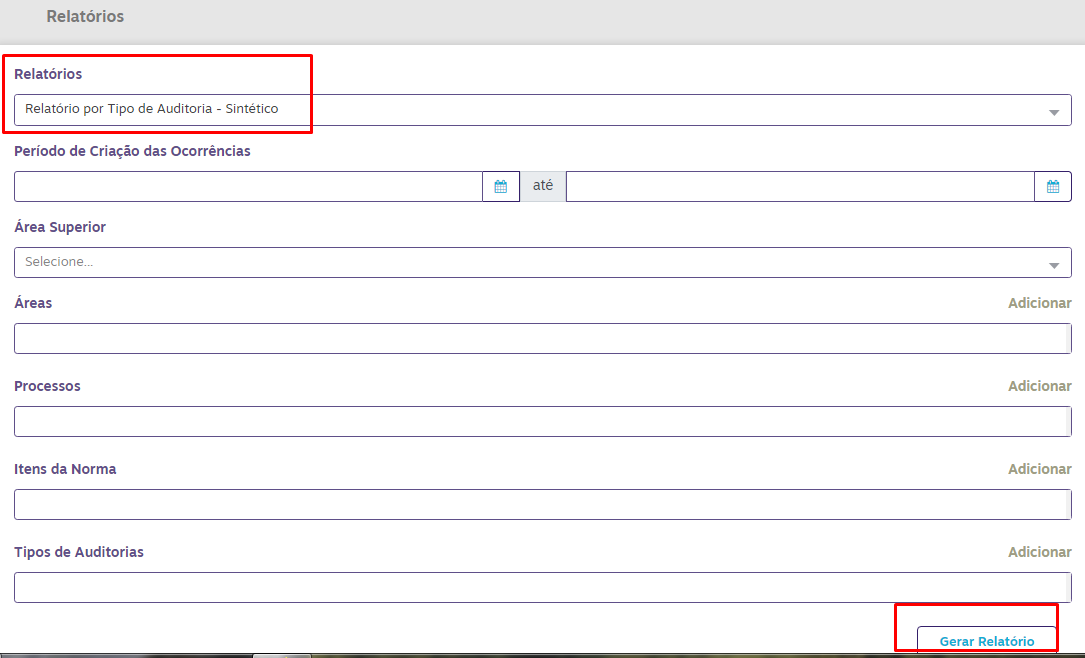 Relatórios
Relatórios
Relatório por Tipo de Auditoria - Sintético
Período de Criação das Ocorrências
até
Área Superior
Selecione...
Áreas Adicionar
Processos Adicionar
Itens da Norma Adicionar
Tipos de Auditorias Adicionar
Gerar Relatório